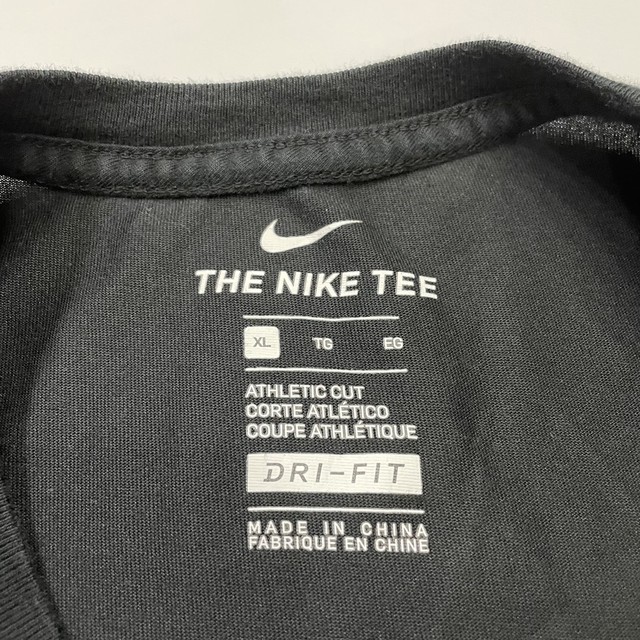 THE NIKE TEE
XL TG EG
ATHLETIC CUT
CORTE ATLÉTICO
COUPE ATHLÉTIQUE
DRI-FIT
MADE IN CHINA
FABRIQUE EN CHINE